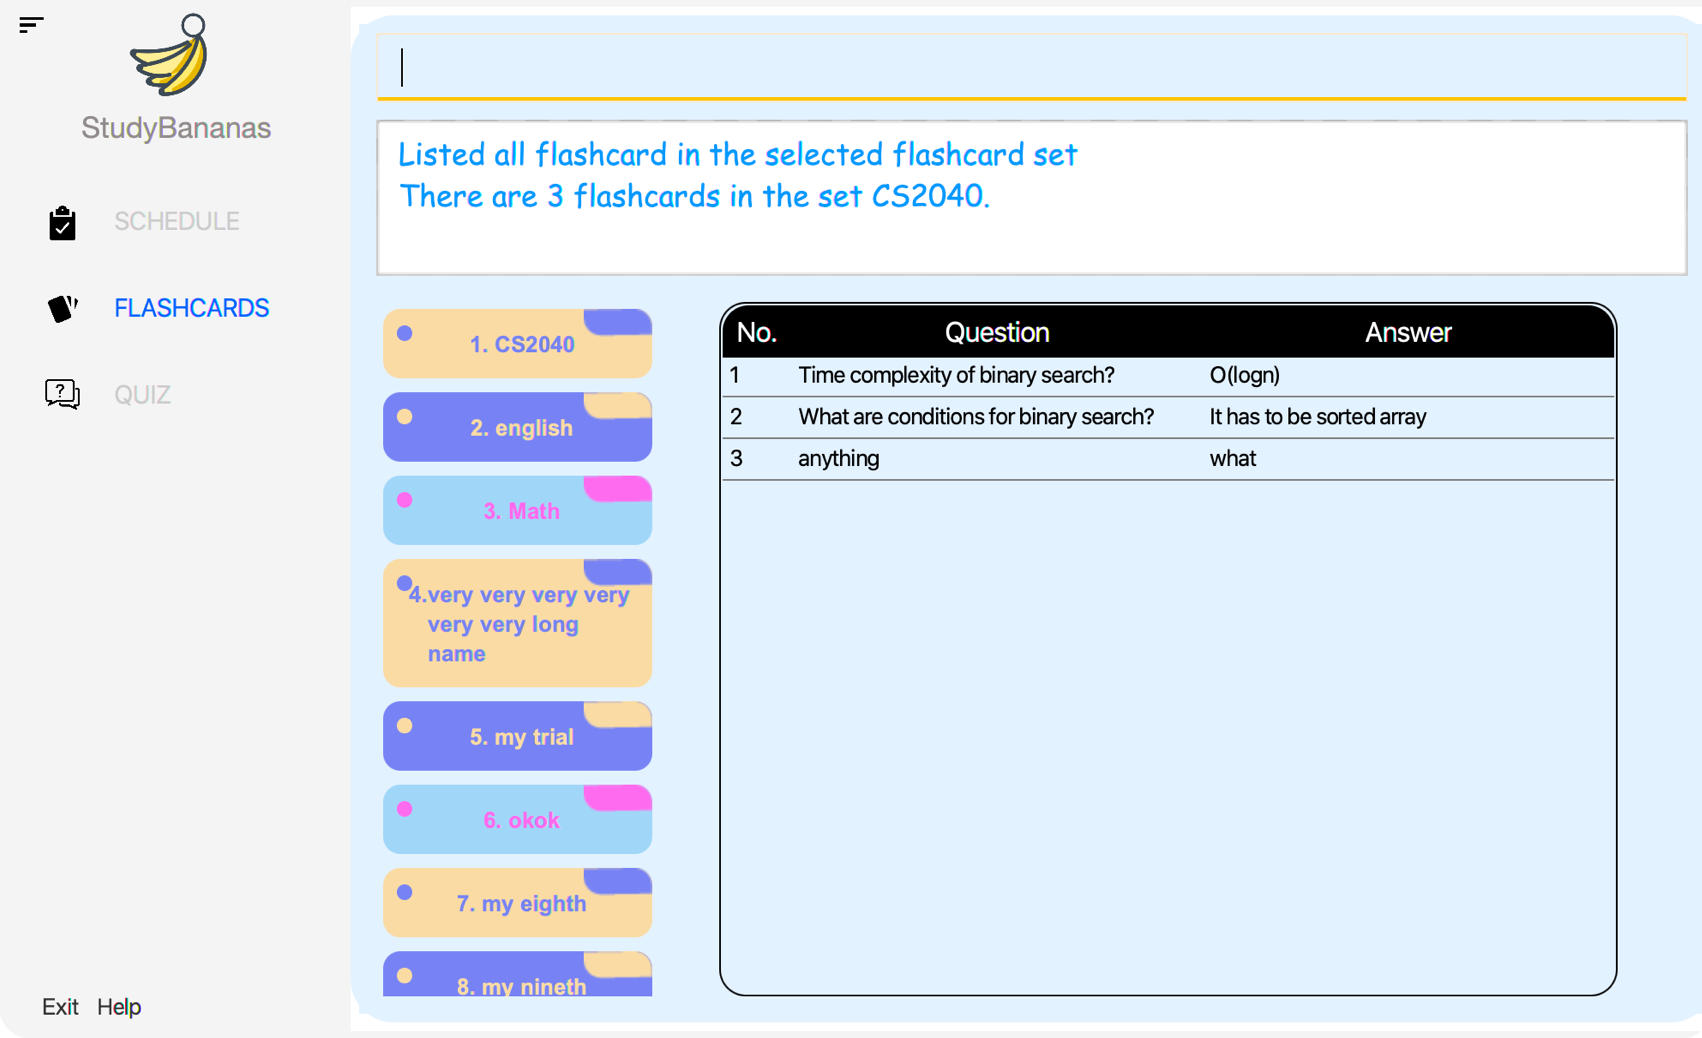 StudyBananas
SCHEDULE
FLASHCARDS
QUIZ
Exit Help
Listed all flashcard in the selected flashcard set
There are 3 flashcards in the set CS2040.
1. CS2040
2. english
3. Math
4.very very very very
very very long
name
5. my trial
6. okok
7. my eighth
8. my nineth
No. Question Answer
1 Time complexity of binary search? O(logn)
2 What are conditions for binary search? It has to be sorted array
3 anything what